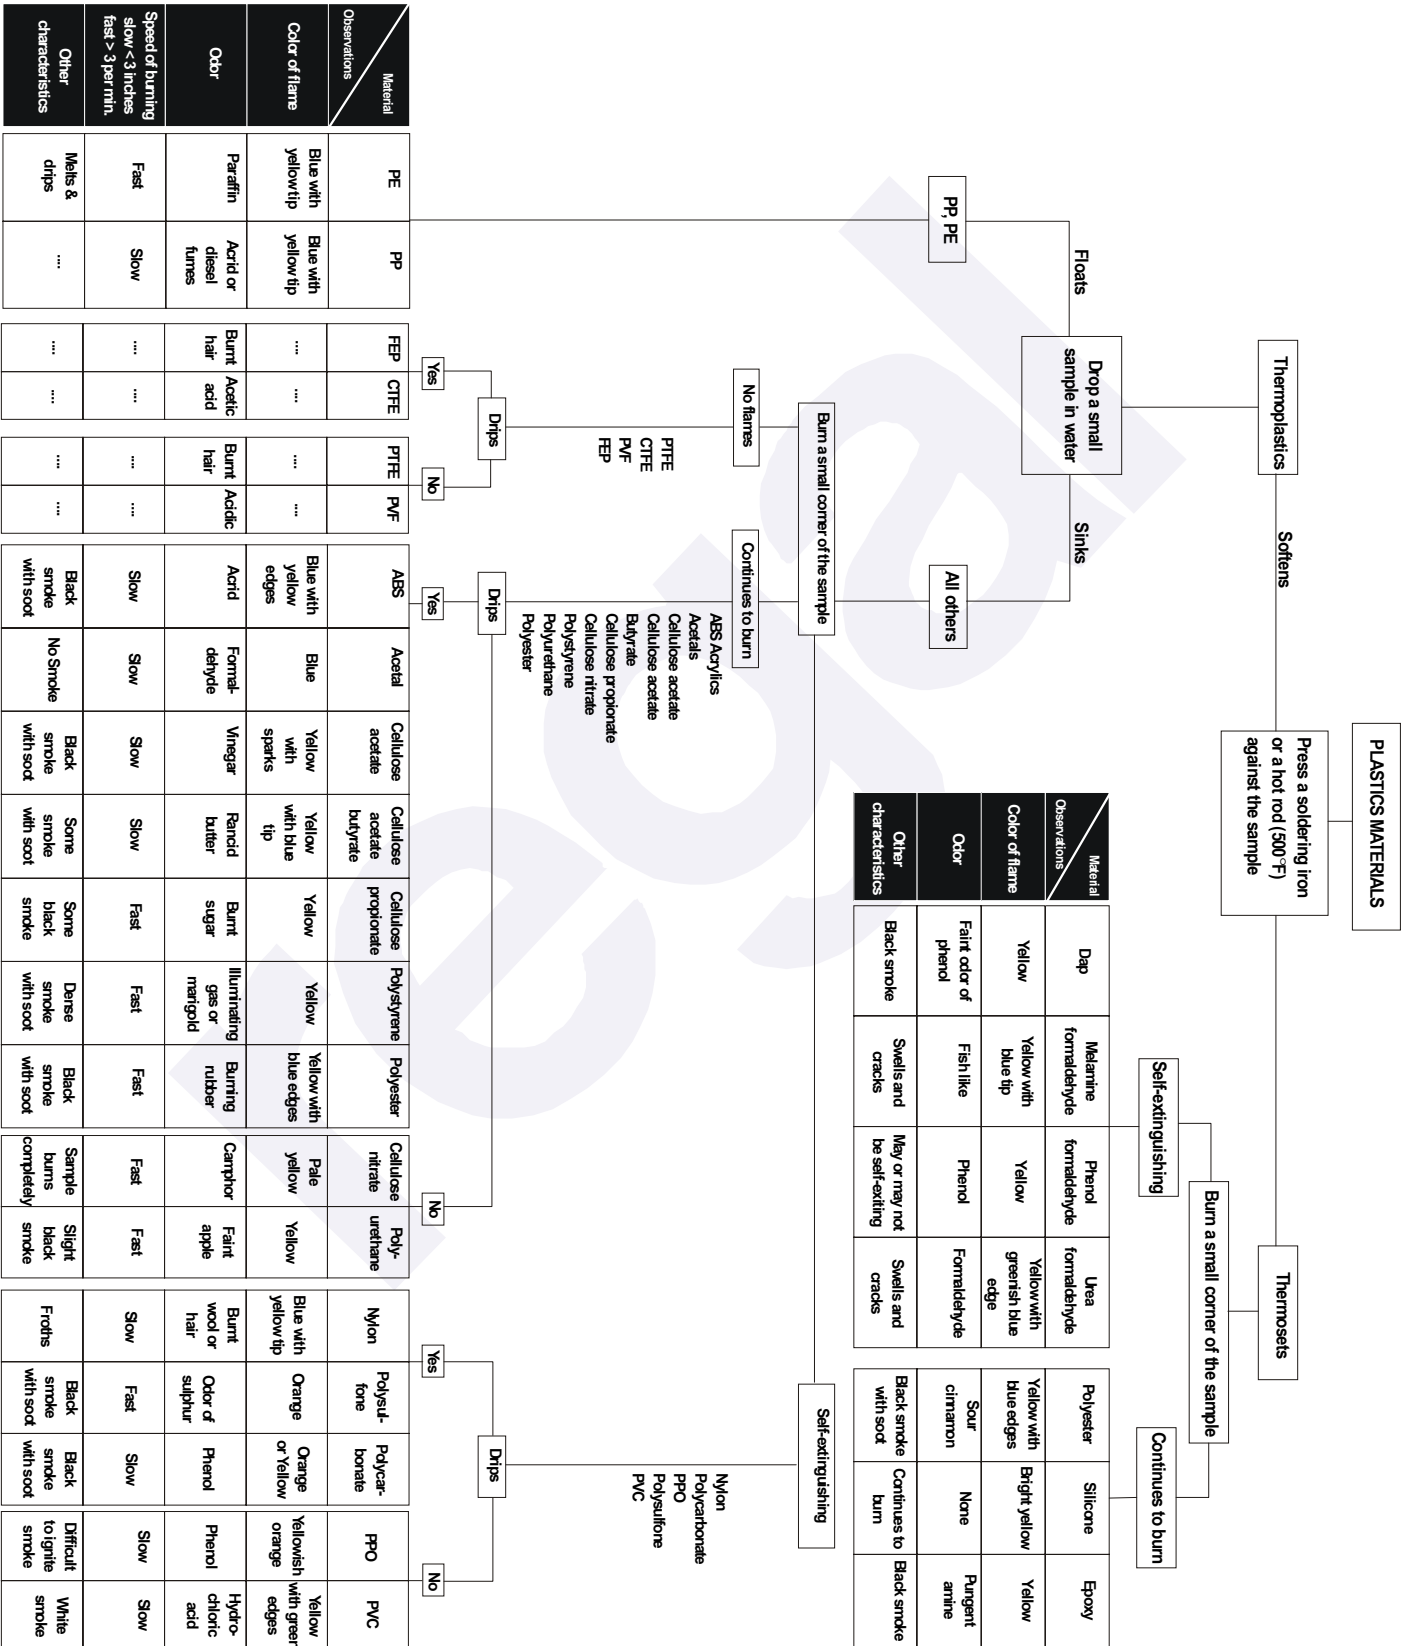 PLASTICS MATERIALS
Press a soldering iron
or a hot rod (500°F)
against the sample
Softens
Thermoplastics
Thermosets
Drop a small
sample in water
Floats
Sinks
PP, PE
All others
Burn a small corner of the sample
Self-extinguishing
Continues to burn
Material
Observations
Dap
Melamine
formaldehyde
Phenol
formaldehyde
Urea
formaldehyde
Polyester
Silicone
Epoxy
Color of flame
Yellow
Yellow with
blue tip
Yellow
Yellow with
greenish blue
edge
Yellow with
blue edges
Bright yellow
Yellow
Odor
Faint odor of
phenol
Fish like
Phenol
Formaldehyde
Sour
cinnamon
None
Pungent
amine
Other
characteristics
Black smoke
Swells and
cracks
May or may not
be self-exiting
Swells and
cracks
Black smoke
with soot
Continues to
burn
Black smoke
Burn a small corner of the sample
No flames
Continues to burn
Self-extinguishing
PTFE
CTFE
PVF
FEP
ABS Acrylics
Acetals
Cellulose acetate
Cellulose acetate
Butyrate
Cellulose propionate
Cellulose nitrate
Polystyrene
Polyurethane
Polyester
Nylon
Polycarbonate
PPO
Polysulfone
PVC
Drips
Drips
Drips
Yes
No
Yes
No
Yes
No
Material
Observations
PE
PP
FEP
CTFE
PTFE
PVF
ABS
Acetal
Cellulose
acetate
Cellulose
acetate
butyrate
Cellulose
propionate
Polystyrene
Polyester
Cellulose
nitrate
Poly-
urethane
Nylon
Polysul-
fone
Polycar-
bonate
PPO
PVC
Color of flame
Blue with
yellow tip
Blue with
yellow tip
....
....
....
....
Blue with
yellow
edges
Blue
Yellow
with
sparks
Yellow
with blue
tip
Yellow
Yellow
Yellow with
blue edges
Pale
yellow
Yellow
Blue with
yellow tip
Orange
Orange
or Yellow
Yellowish
orange
Yellow
with green
edges
Odor
Paraffin
Acrid or
diesel
fumes
Burnt
hair
Acetic
acid
Burnt
hair
Acidic
Acrid
Formal-
dehyde
Vinegar
Rancid
butter
Burnt
sugar
Illuminating
gas or
marigold
Burning
rubber
Camphor
Faint
apple
Burnt
wool or
hair
Odor of
sulphur
Phenol
Phenol
Hydro-
chloric
acid
Speed of burning
slow < 3 inches
fast > 3 per min.
Fast
Slow
....
....
....
....
Slow
Slow
Slow
Slow
Fast
Fast
Fast
Fast
Fast
Slow
Fast
Slow
Slow
Slow
Other
characteristics
Melts &
drips
....
....
....
....
....
Black
smoke
with soot
No Smoke
Black
smoke
with soot
Some
smoke
with soot
Some
black
smoke
Dense
smoke
with soot
Black
smoke
with soot
Sample
burns
completely
Slight
black
smoke
Froths
Black
smoke
with soot
Black
smoke
with soot
Difficult
to ignite
smoke
White
smoke
regal